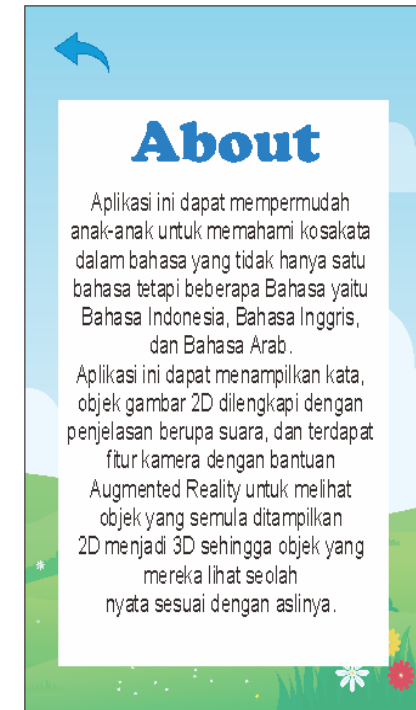 About
Aplikasi ini dapat mempermudah
anak-anak untuk memahami kosakata
dalam bahasa yang tidak hanya satu
bahasa tetapi beberapa Bahasa yaitu
Bahasa Indonesia, Bahasa Inggris,
dan Bahasa Arab.
Aplikasi ini dapat menampilkan kata,
objek gambar 2D dilengkapi dengan
penjelasan berupa suara, dan terdapat
fitur kamera dengan bantuan
Augmented Reality untuk melihat
objek yang semula ditampilkan
2D menjadi 3D sehingga objek yang
mereka lihat seolah
nyata sesuai dengan aslinya.